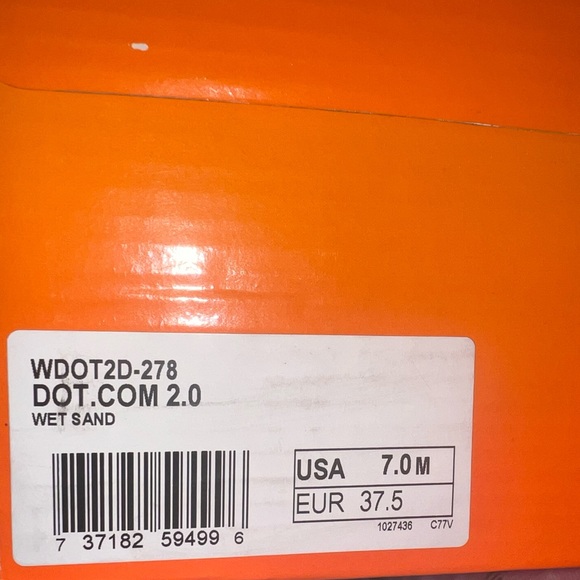 WDOT2D-278
DOT.COM 2.0
WET SAND
USA 7.0 M
EUR 37.5
7 37182 59499 6
1027436 C77V